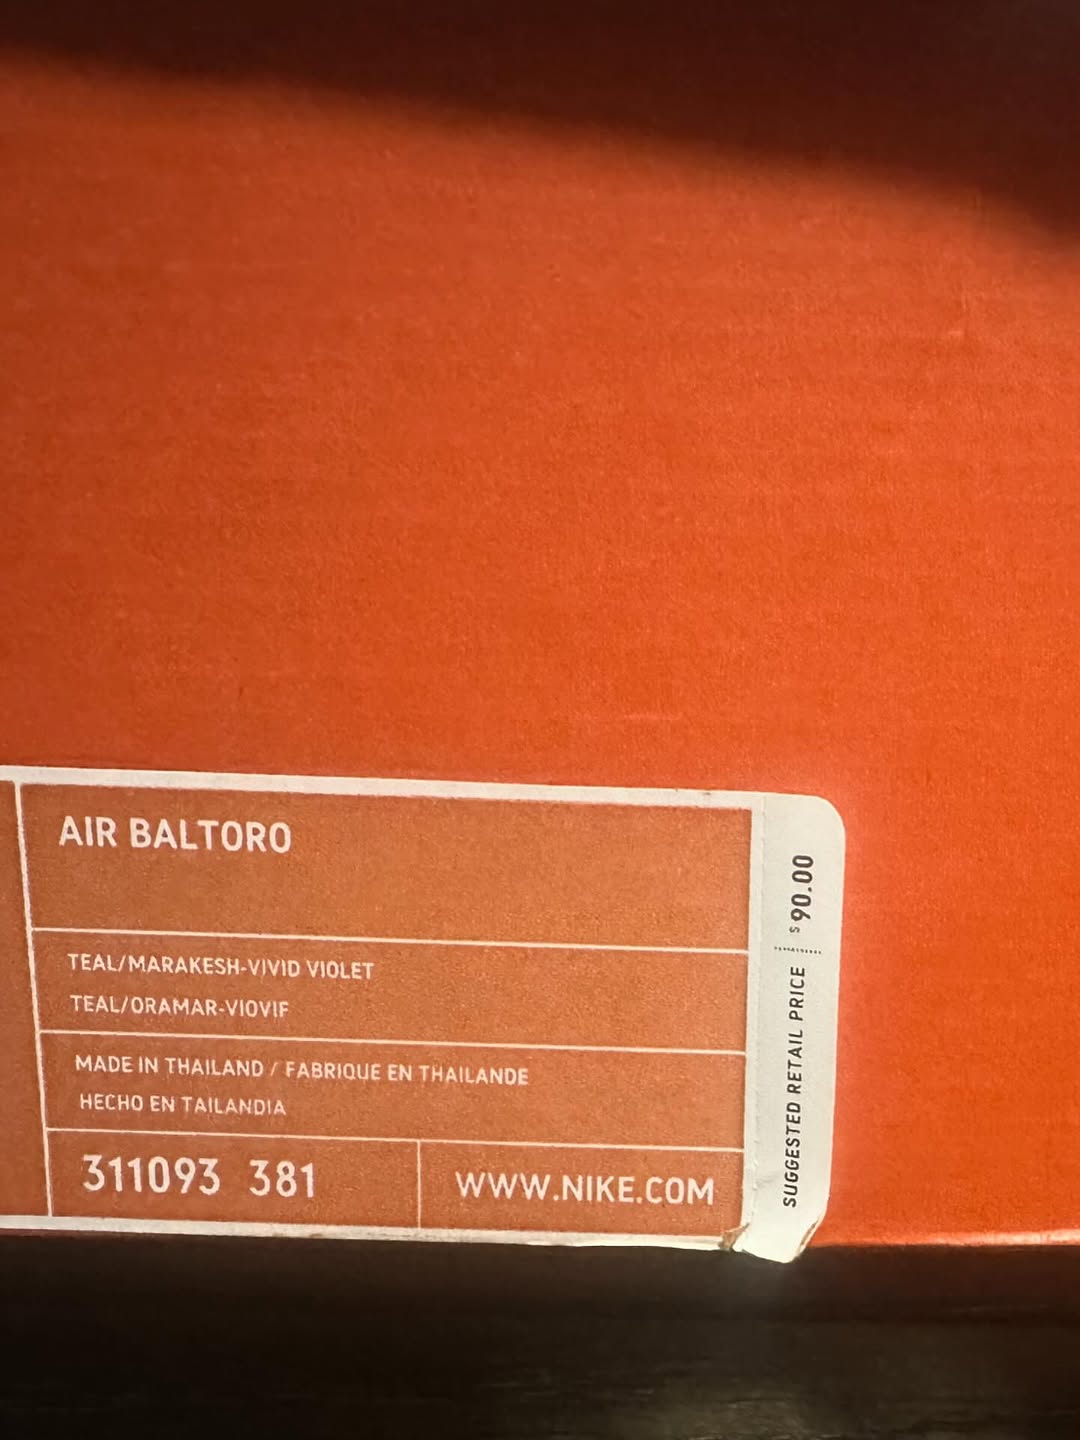 AIR BALTORO
TEAL/MARAKESH-VIVID VIOLET
TEAL/ORAMAR-VIOVIF
MADE IN THAILAND / FABRIQUE EN THAILANDE
HECHO EN TAILANDIA
311093 381
WWW.NIKE.COM
SUGGESTED RETAIL PRICE $90.00